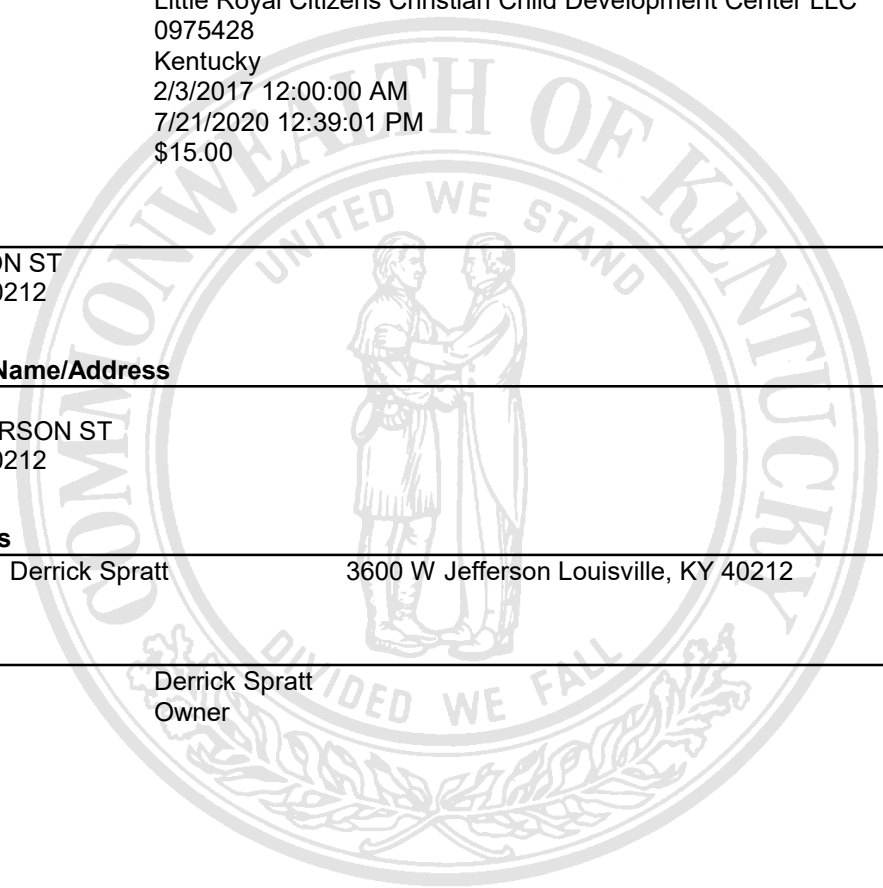 Little Royal Citizens Christian Child Development Center LLC
0975428
Kentucky
2/3/2017 12:00:00 AM
7/21/2020 12:39:01 PM
$15.00
COMMONWEALTH OF KENTUCKY
UNITED WE STAND
ON ST
0212
Name/Address
RSON ST
0212
s
Derrick Spratt 3600 W Jefferson Louisville, KY 40212
DIVIDED WE FALL
Derrick Spratt
Owner